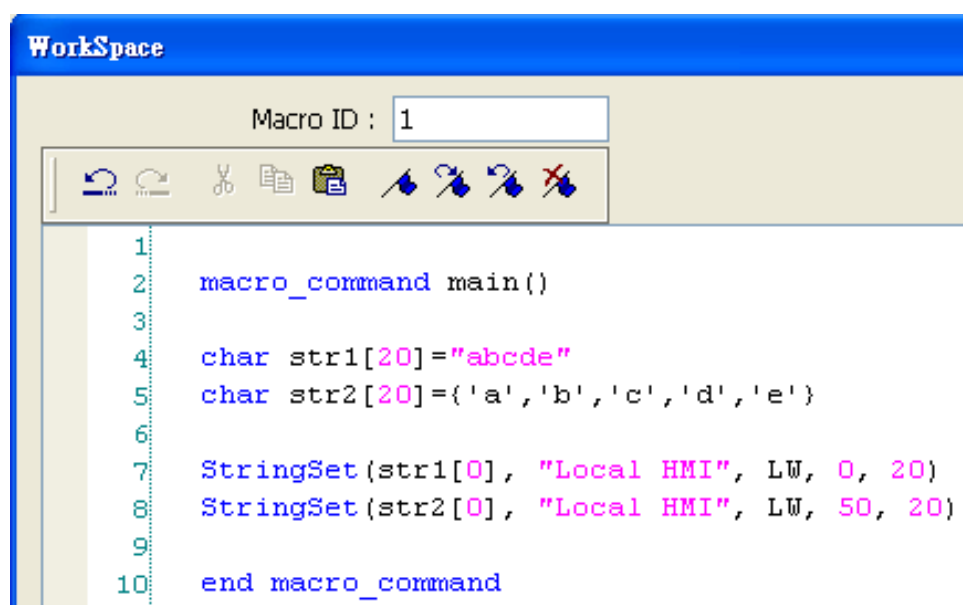 WorkSpace
Macro ID : 1
1
2 macro_command main()
3
4 char str1[20]="abcde"
5 char str2[20]={'a','b','c','d','e'}
6
7 StringSet(str1[0], "Local HMI", LW, 0, 20)
8 StringSet(str2[0], "Local HMI", LW, 50, 20)
9
10 end macro_command